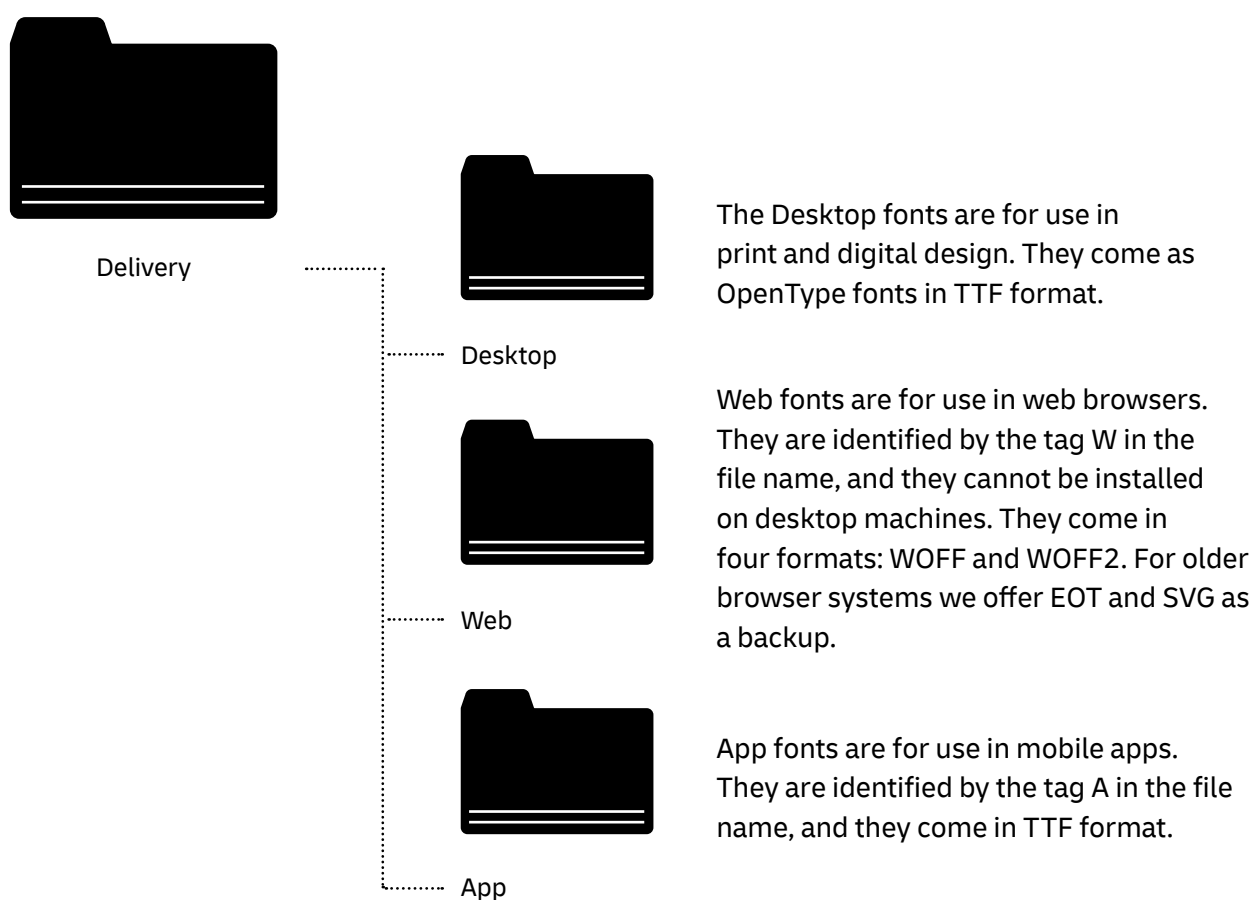 Delivery
The Desktop fonts are for use in
print and digital design. They come as
OpenType fonts in TTF format.
Desktop
Web fonts are for use in web browsers.
They are identified by the tag W in the
file name, and they cannot be installed
on desktop machines. They come in
four formats: WOFF and WOFF2. For older
browser systems we offer EOT and SVG as
a backup.
Web
App fonts are for use in mobile apps.
They are identified by the tag A in the file
name, and they come in TTF format.
App